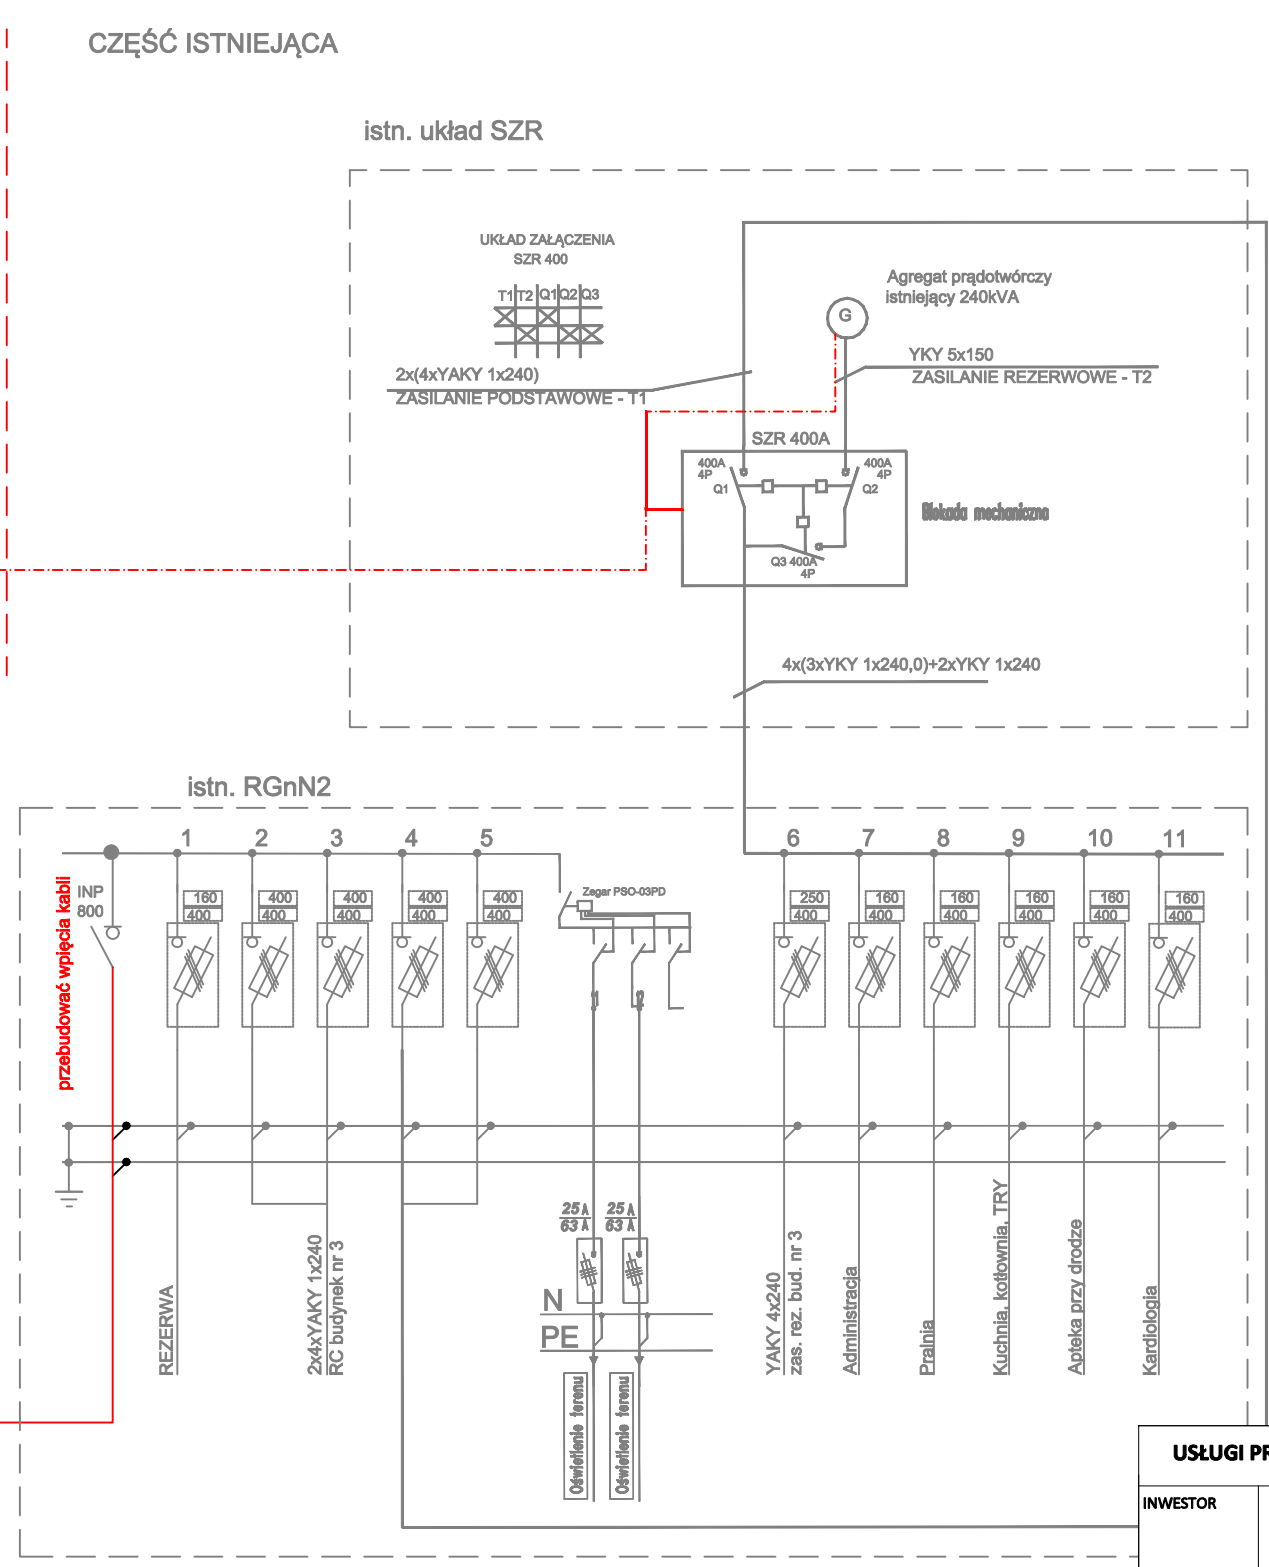 CZĘŚĆ ISTNIEJĄCA
istn. układ SZR
UKŁAD ZAŁĄCZENIA
SZR 400
T1 T2 Q1 Q2 Q3
Agregat prądotwórczy
istniejący 240kVA
G
2x(4xYAKY 1x240)
ZASILANIE PODSTAWOWE - T1
YKY 5x150
ZASILANIE REZERWOWE - T2
SZR 400A
400A
4P
Q1
400A
4P
Q2
Q3 400A
4P
Blokada mechaniczna
4x(3xYKY 1x240,0)+2xYKY 1x240
istn. RGnN2
1 2 3 4 5 6 7 8 9 10 11
INP
800
przebudować wpięcia kabli
160
400
400
400
400
400
400
400
400
400
Zegar PSO-03PD
250
400
160
400
160
400
160
400
160
400
160
400
25 A
63 A
25 A
63 A
N
PE
REZERWA
2x4xYAKY 1x240
RC budynek nr 3
Oświetlenie terenu
Oświetlenie terenu
YAKY 4x240
zas. rez. bud. nr 3
Administracja
Pralnia
Kuchnia, kotłownia, TRY
Apteka przy drodze
Kardiologia
USŁUGI PR
INWESTOR